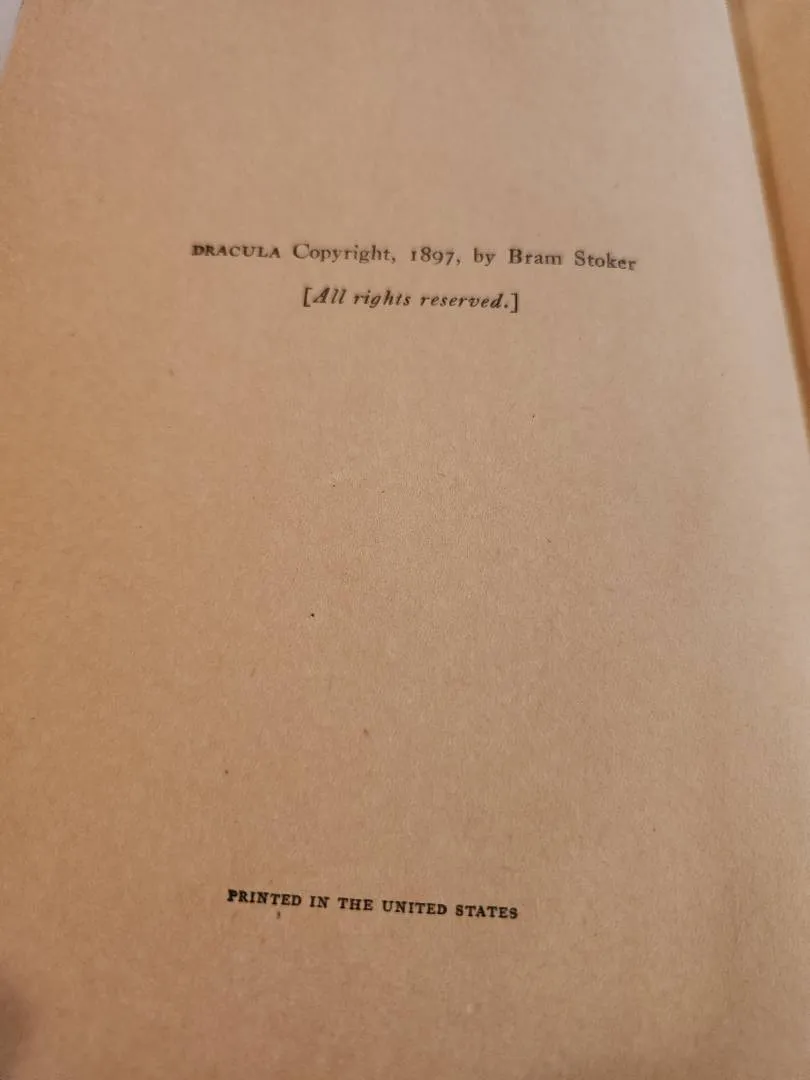 DRACULA Copyright, 1897, by Bram Stoker
[All rights reserved.]
PRINTED IN THE UNITED STATES